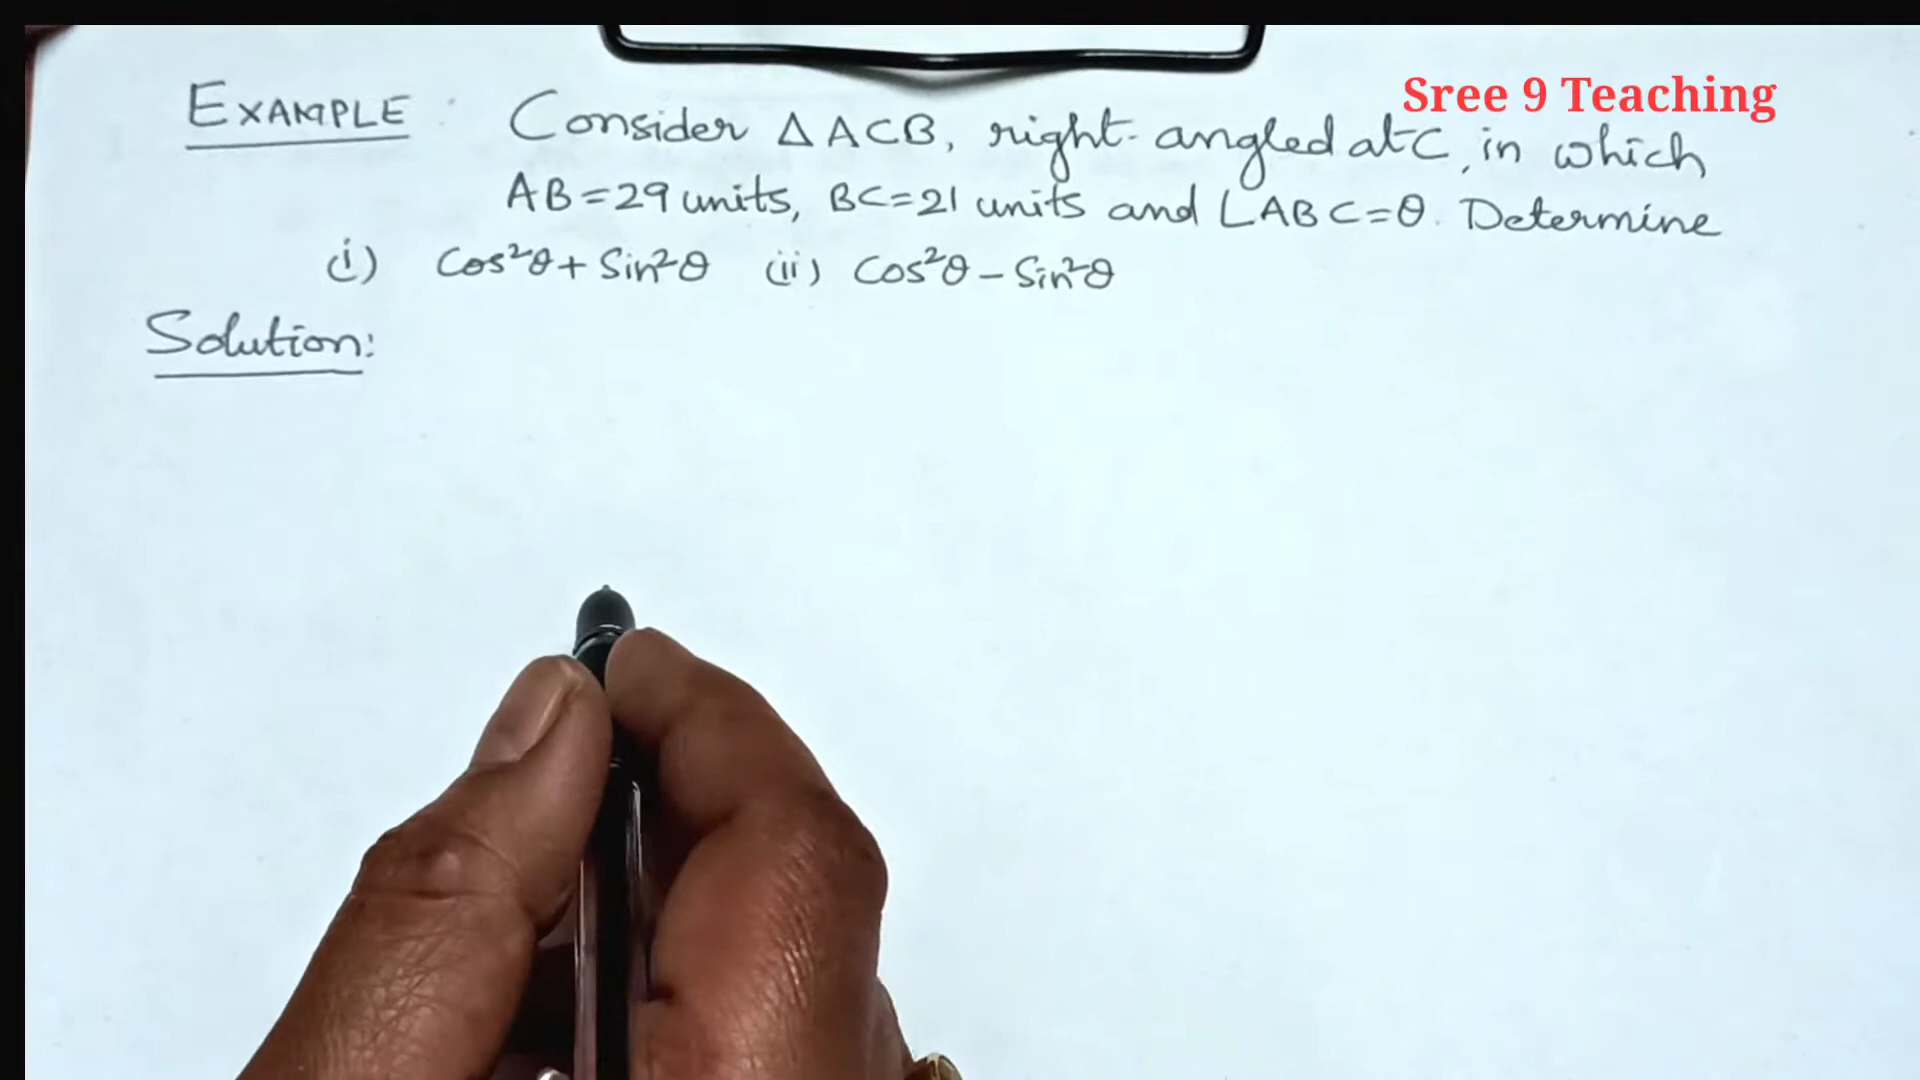 Sree 9 Teaching
EXAMPLE : Consider ΔACB, right-angled at C, in which
AB=29 units, BC=21 units and ∠ABC=θ. Determine
(i) Cos²θ + Sin²θ (ii) Cos²θ – Sin²θ
Solution: